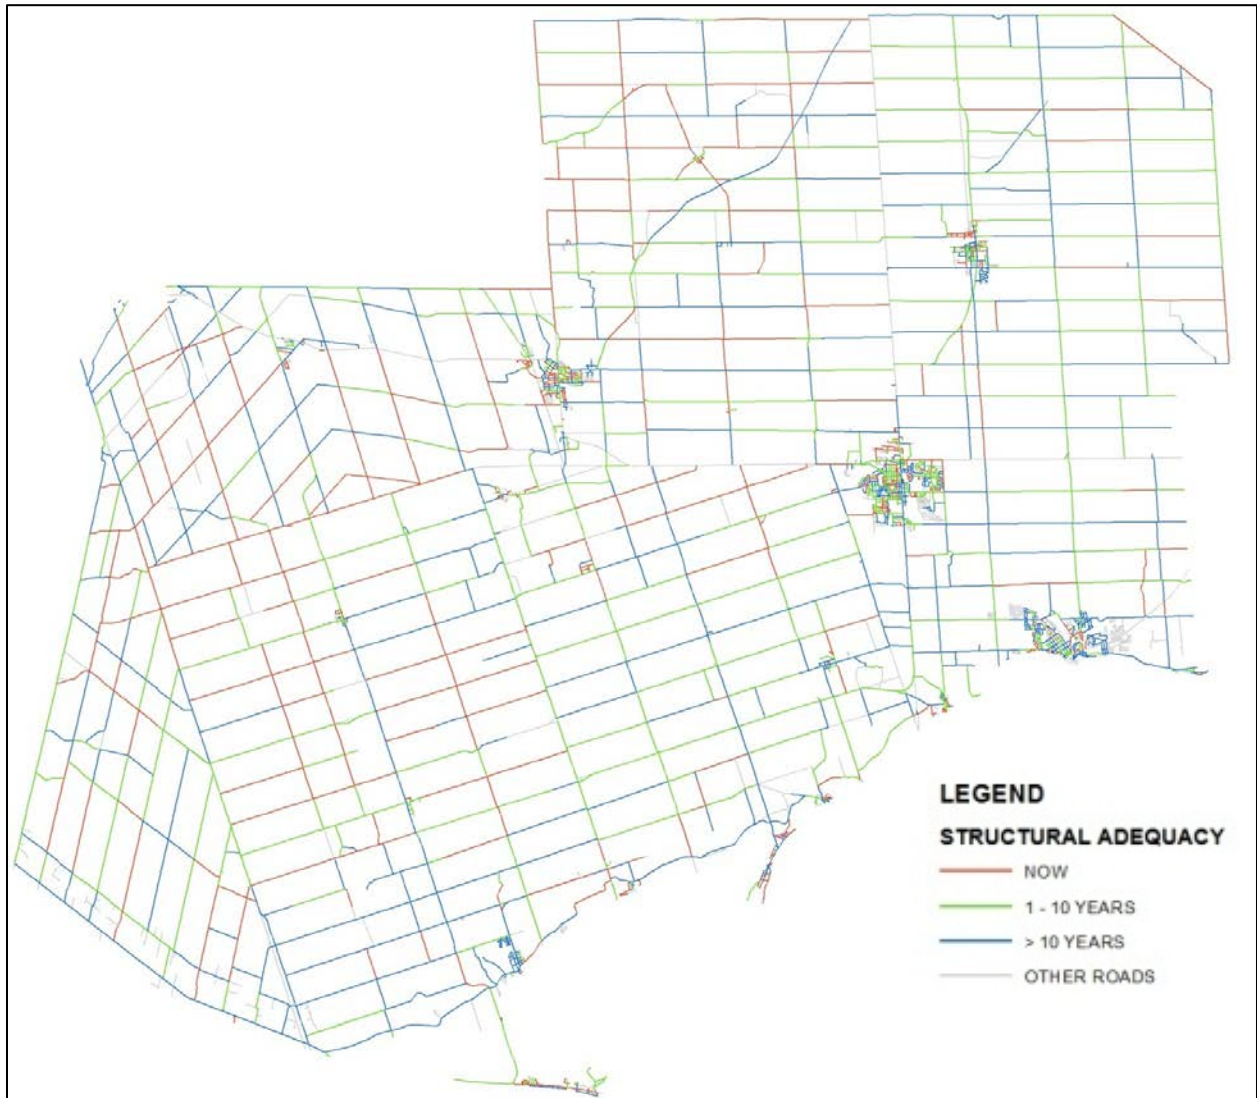 LEGEND
STRUCTURAL ADEQUACY
NOW
1 - 10 YEARS
> 10 YEARS
OTHER ROADS